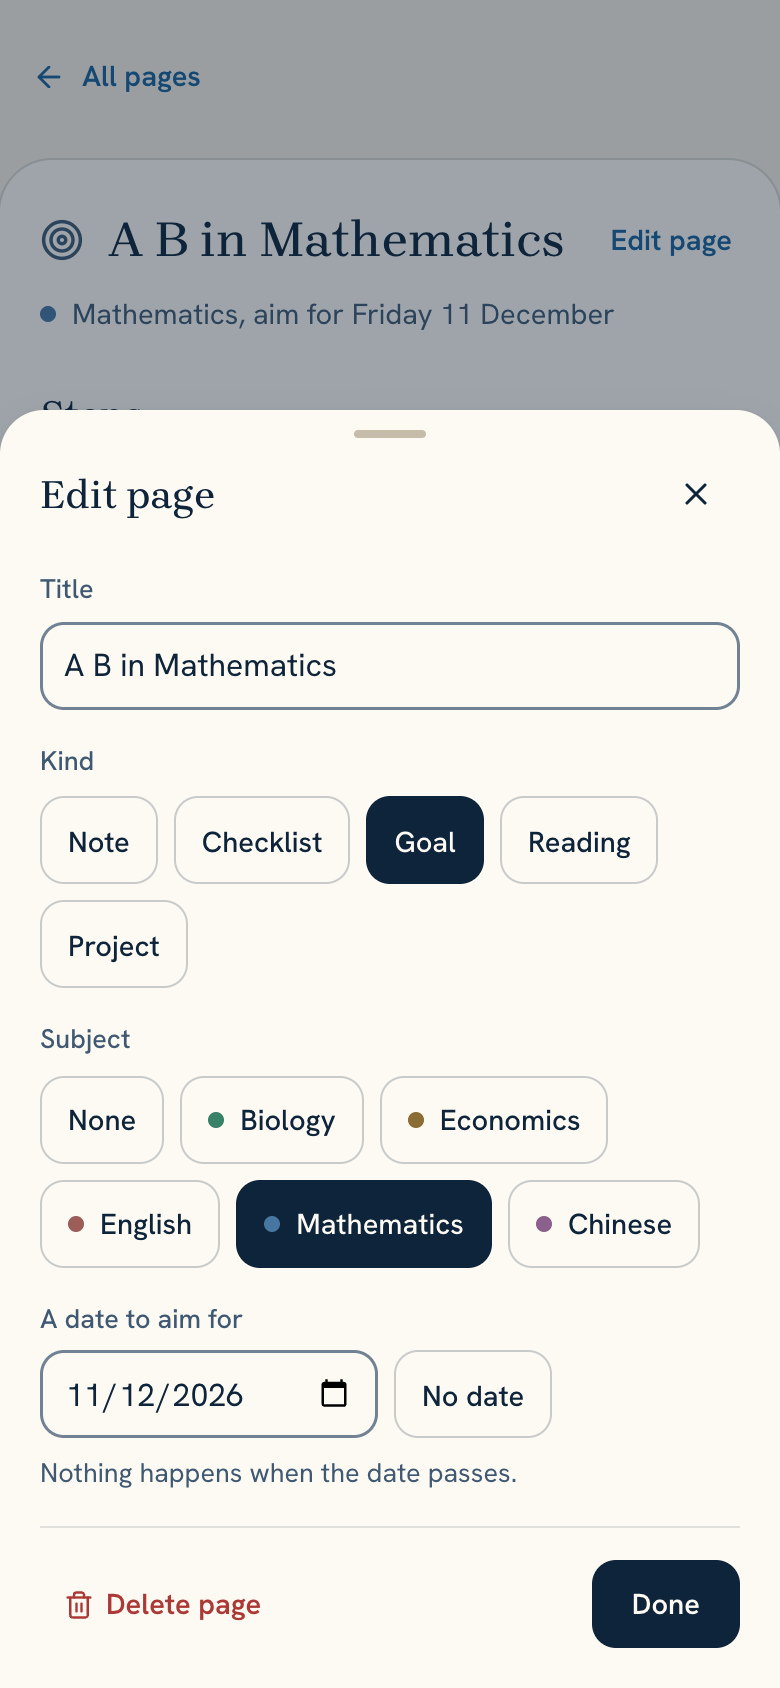 All pages
A B in Mathematics
Edit page
Mathematics, aim for Friday 11 December
Steps
Edit page
Title
A B in Mathematics
Kind
Note
Checklist
Goal
Reading
Project
Subject
None
Biology
Economics
English
Mathematics
Chinese
A date to aim for
11/12/2026
No date
Nothing happens when the date passes.
Delete page
Done